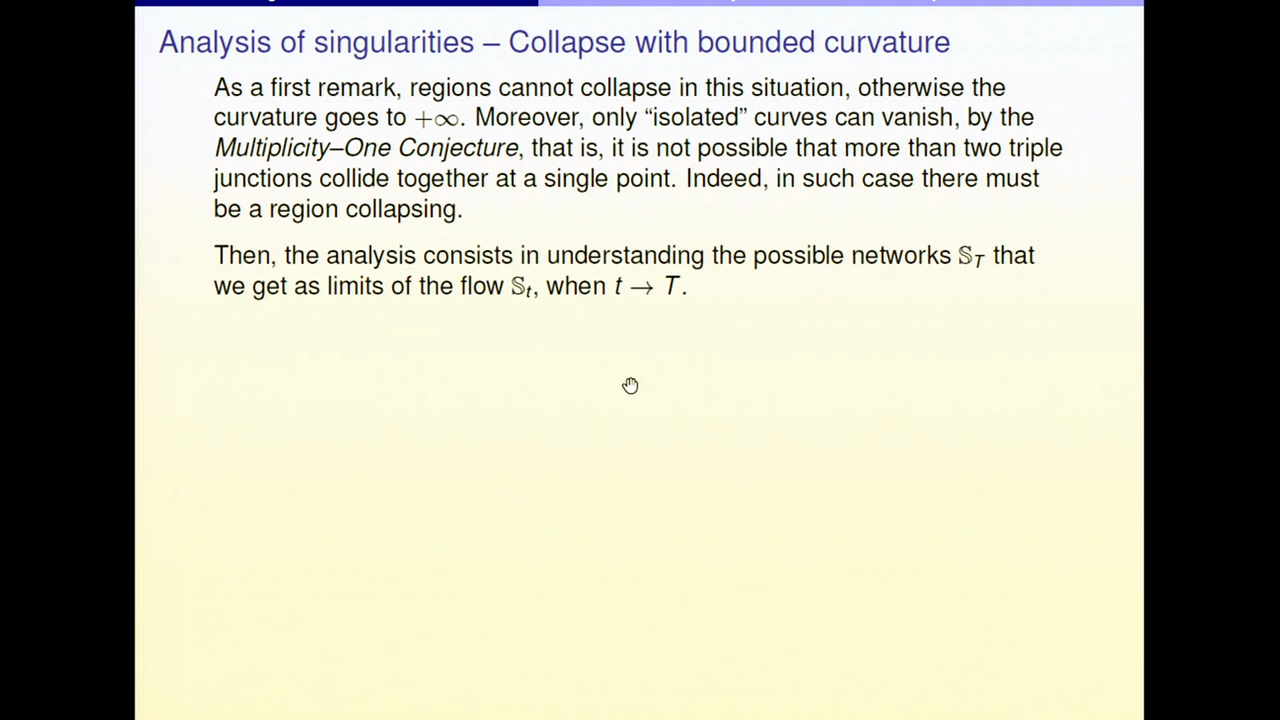 Analysis of singularities – Collapse with bounded curvature
As a first remark, regions cannot collapse in this situation, otherwise the
curvature goes to +∞. Moreover, only “isolated” curves can vanish, by the
Multiplicity–One Conjecture, that is, it is not possible that more than two triple
junctions collide together at a single point. Indeed, in such case there must
be a region collapsing.
Then, the analysis consists in understanding the possible networks 𝕊_T that
we get as limits of the flow 𝕊_t, when t → T.